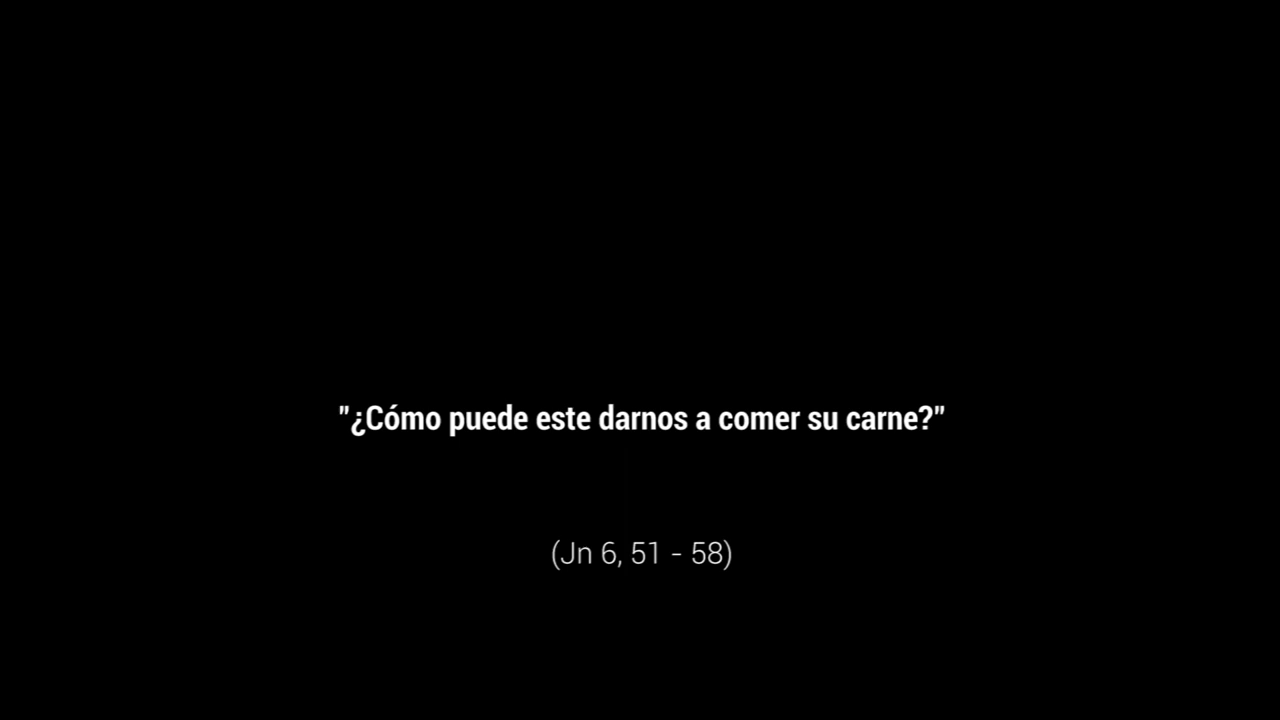 "¿Cómo puede este darnos a comer su carne?"
(Jn 6, 51 - 58)